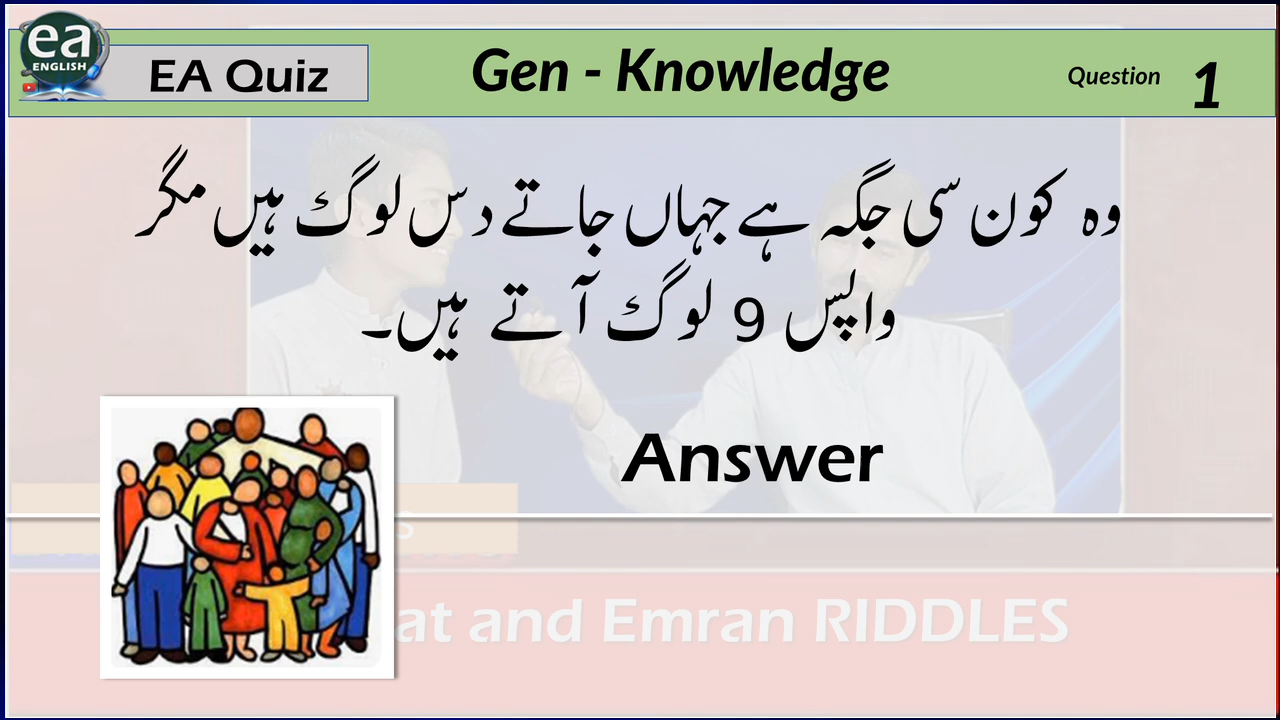 ea
ENGLISH
EA Quiz
Gen - Knowledge
Question 1
وہ کون سی جگہ ہے جہاں جاتے دس لوگ ہیں مگر
واپس 9 لوگ آتے ہیں۔
Answer
and Emran RIDDLES